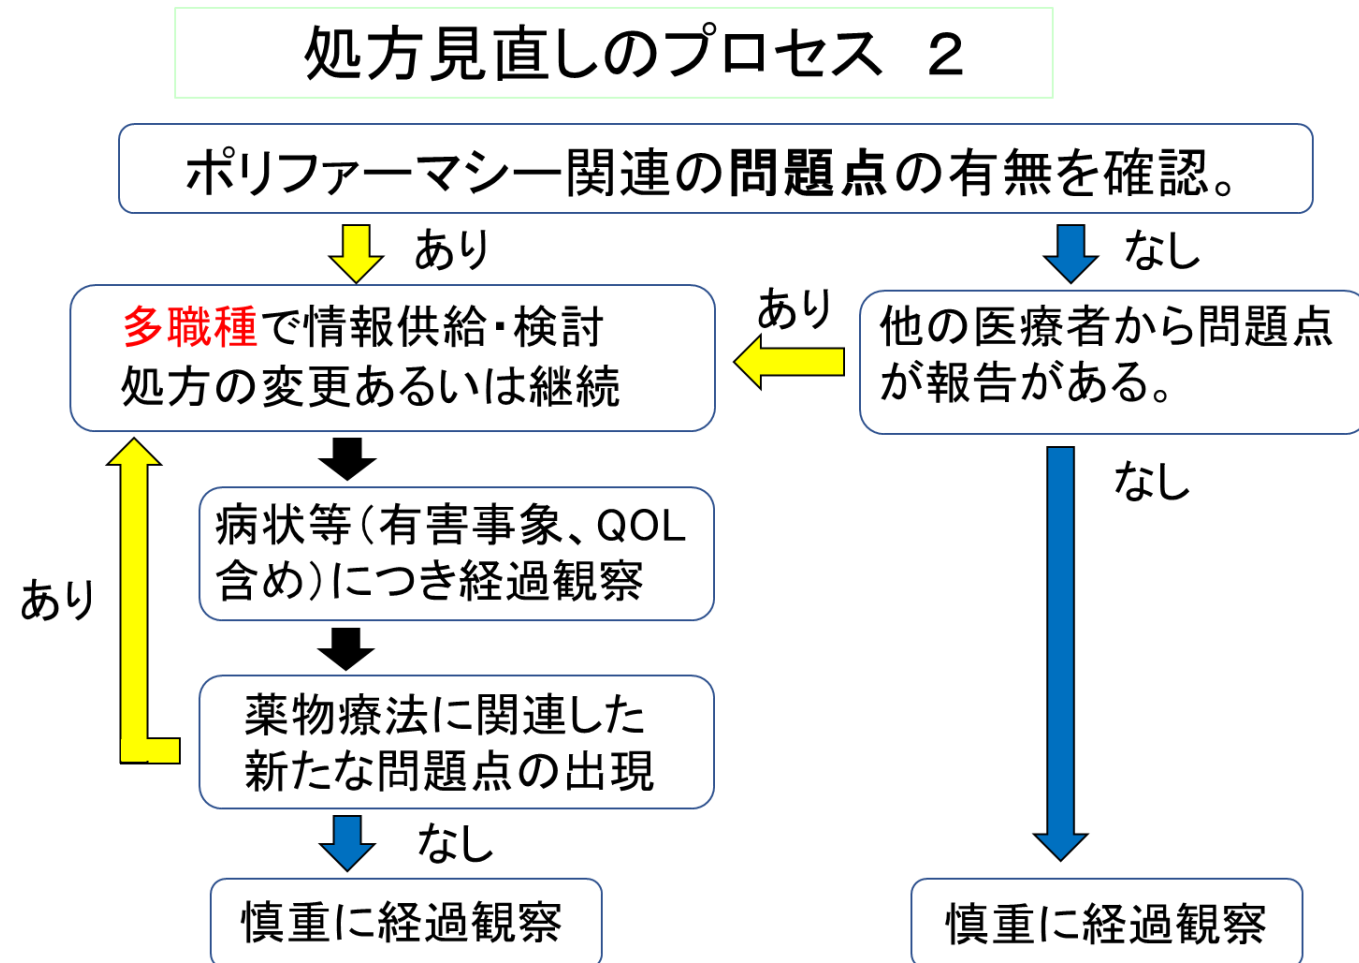 処方見直しのプロセス　２
ポリファーマシー関連の問題点の有無を確認。
あり
なし
多職種で情報供給・検討
処方の変更あるいは継続
あり
他の医療者から問題点
が報告がある。
なし
病状等（有害事象、QOL
含め）につき経過観察
あり
薬物療法に関連した
新たな問題点の出現
なし
慎重に経過観察
慎重に経過観察